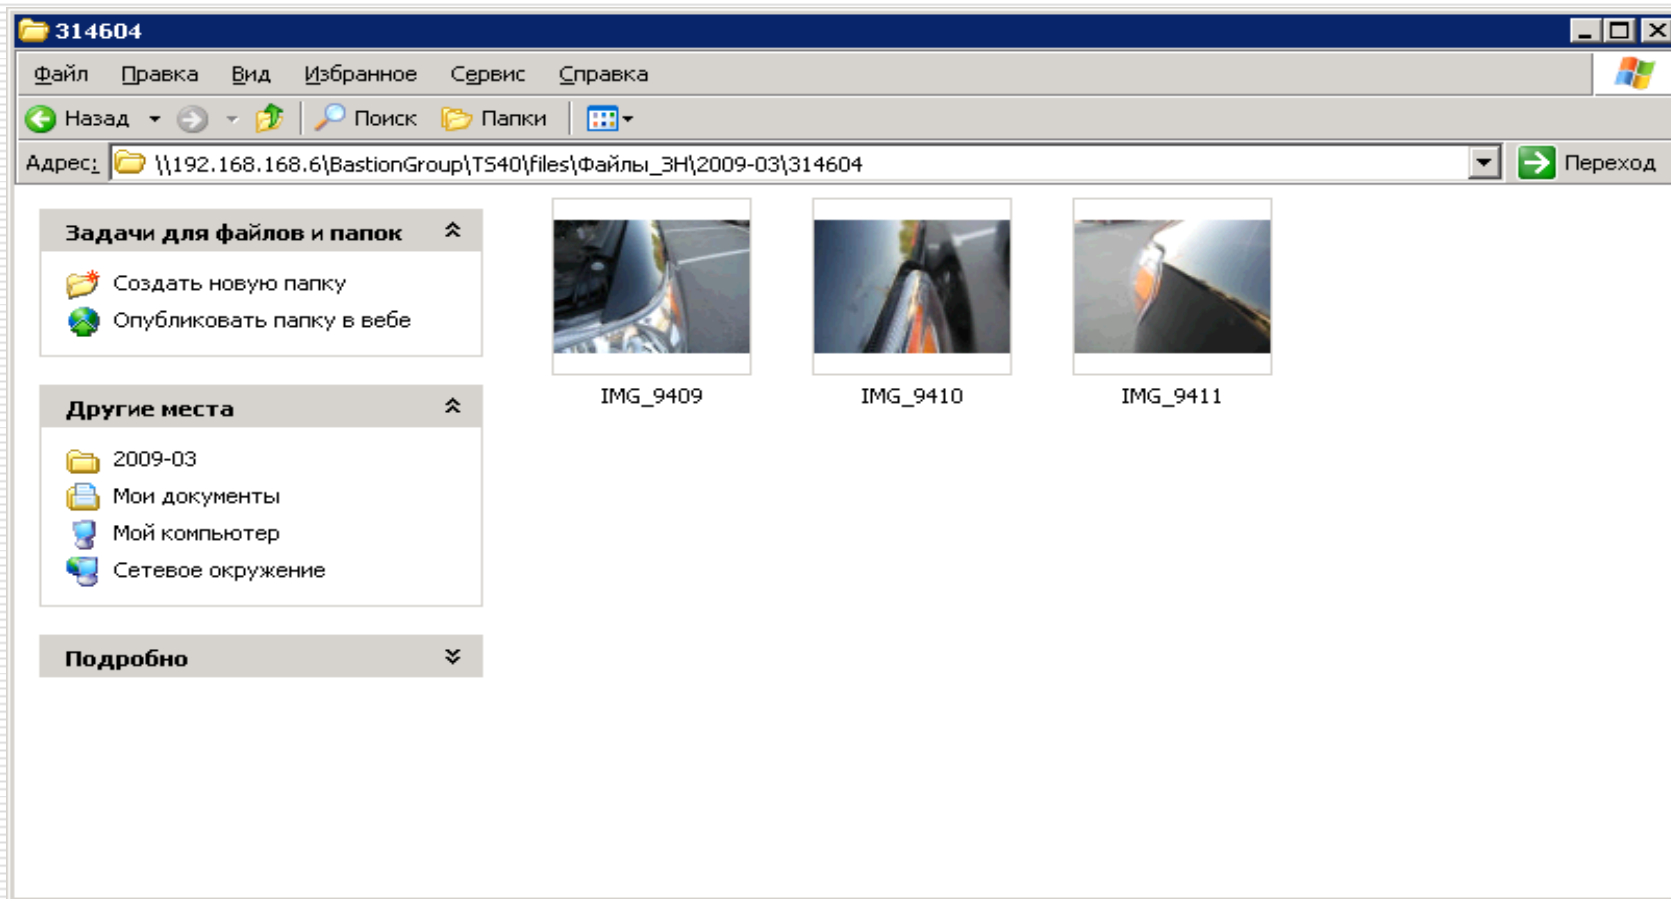 314604
Файл Правка Вид Избранное Сервис Справка
Назад Поиск Папки
Адрес: \\192.168.168.6\BastionGroup\TS40\files\Файлы_ЗН\2009-03\314604 Переход
Задачи для файлов и папок
Создать новую папку
Опубликовать папку в вебе
Другие места
2009-03
Мои документы
Мой компьютер
Сетевое окружение
Подробно
IMG_9409 IMG_9410 IMG_9411